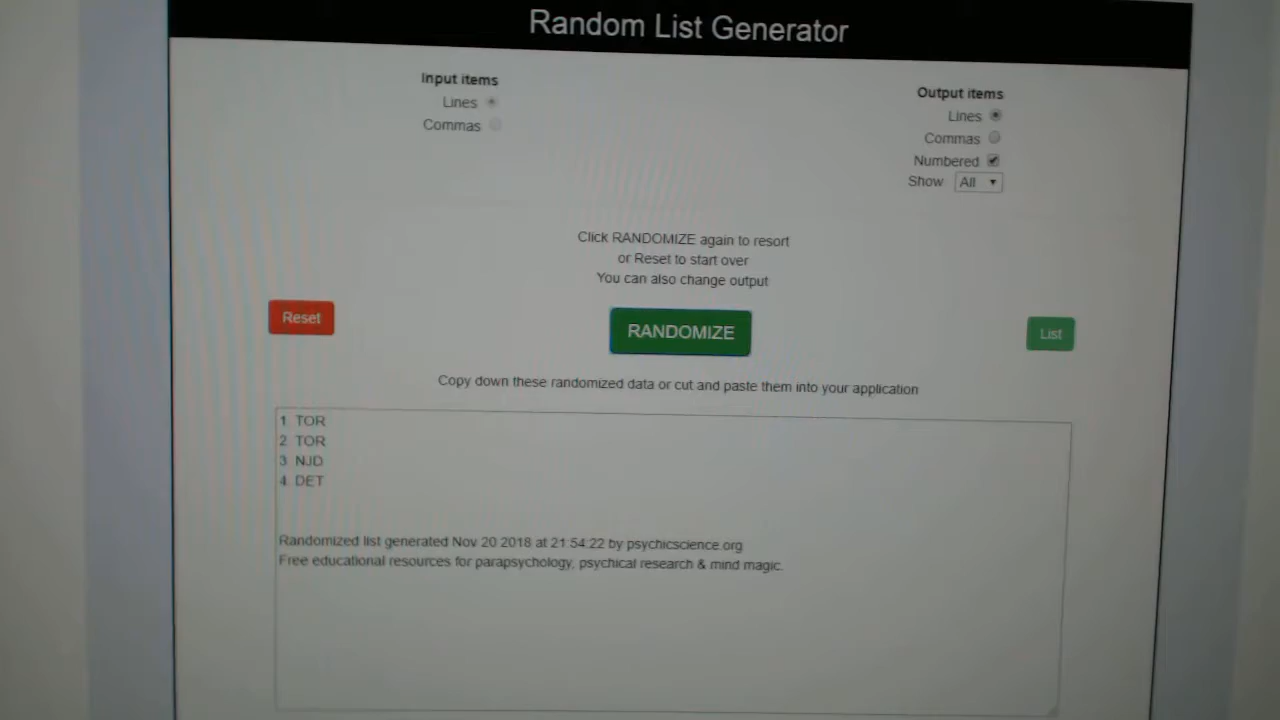 Random List Generator
Input items
Lines
Commas
Output items
Lines
Commas
Numbered
Show All
Click RANDOMIZE again to resort
or Reset to start over
You can also change output
Reset
RANDOMIZE
List
Copy down these randomized data or cut and paste them into your application
1. TOR
2. TOR
3. NJD
4. DET
Randomized list generated Nov 20 2018 at 21:54:22 by psychicscience.org
Free educational resources for parapsychology, psychical research & mind magic.